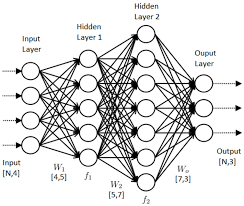 Hidden
Layer 2
Hidden
Layer 1
Input
Layer
Ouput
Layer
W₁
[4,5]
f₁
W₂
[5,7]
f₂
Wₒ
[7,3]
Input
[N,4]
Output
[N,3]